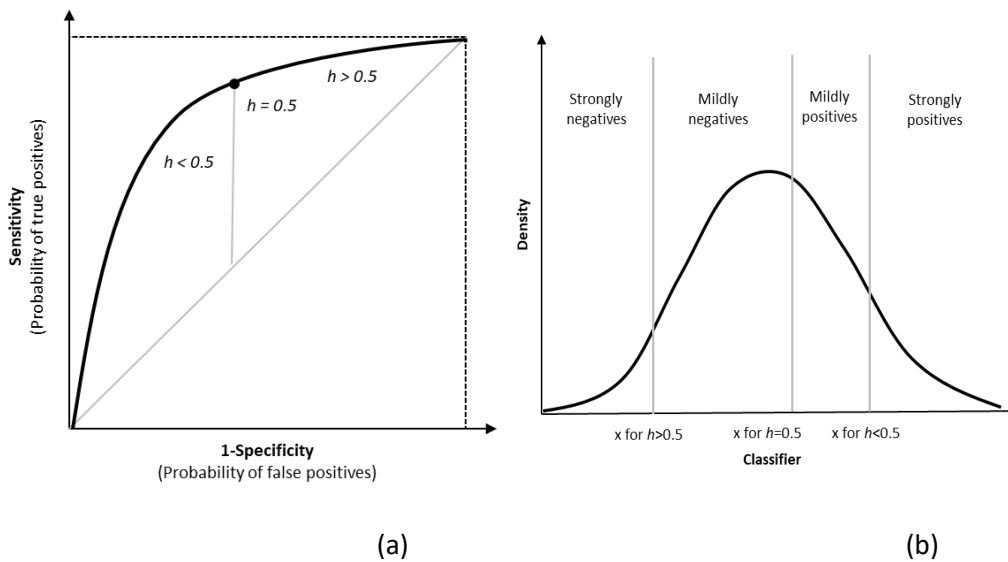 Sensitivity
(Probability of true positives)
h > 0.5
h = 0.5
h < 0.5
1-Specificity
(Probability of false positives)
(a)
Density
Strongly
negatives
Mildly
negatives
Mildly
positives
Strongly
positives
x for h>0.5
x for h=0.5
x for h<0.5
Classifier
(b)